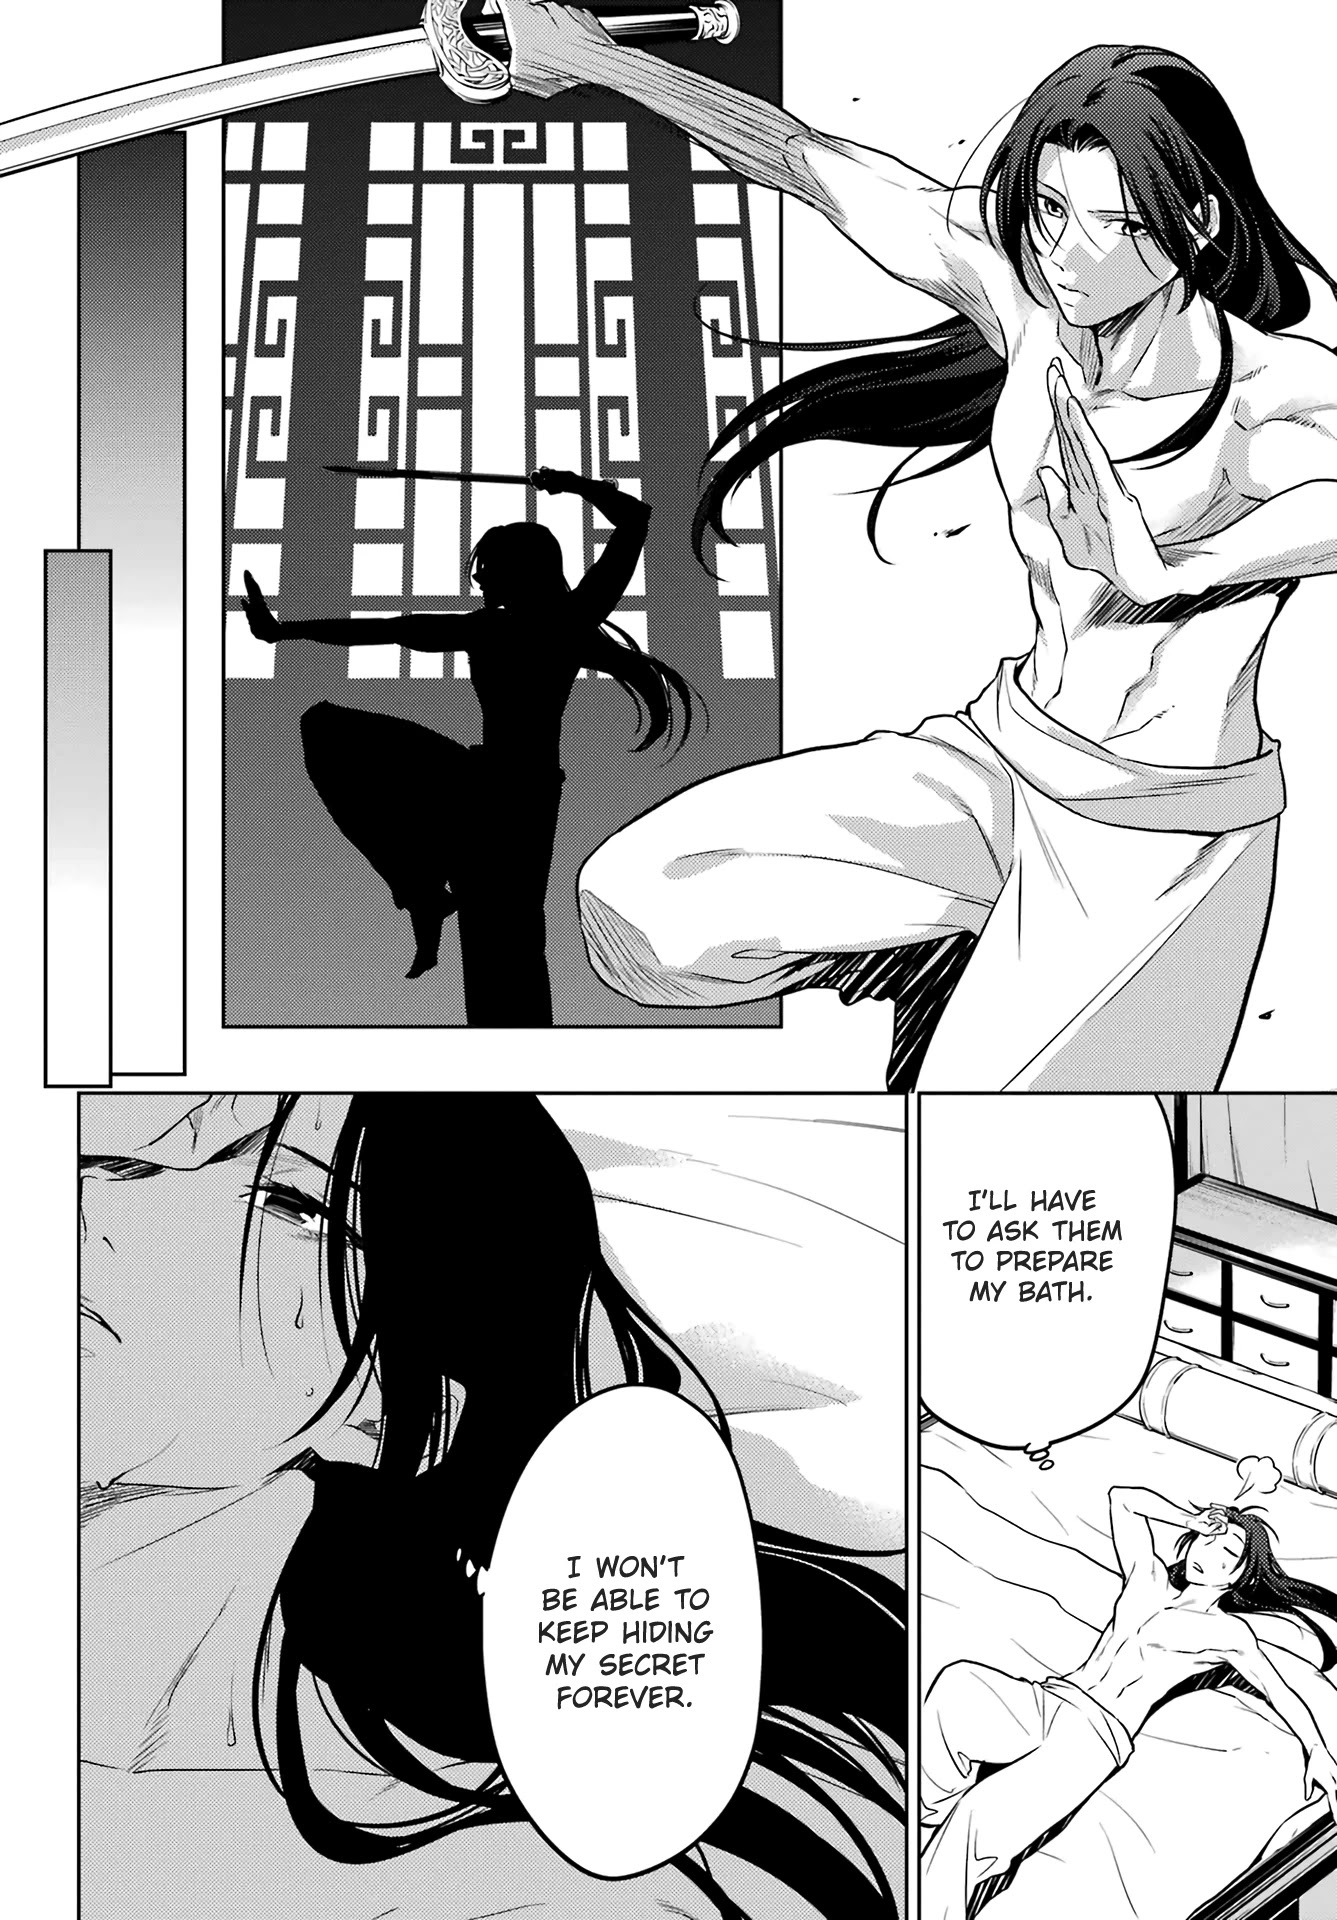 I'LL HAVE
TO ASK THEM
TO PREPARE
MY BATH.
I WON'T
BE ABLE TO
KEEP HIDING
MY SECRET
FOREVER.